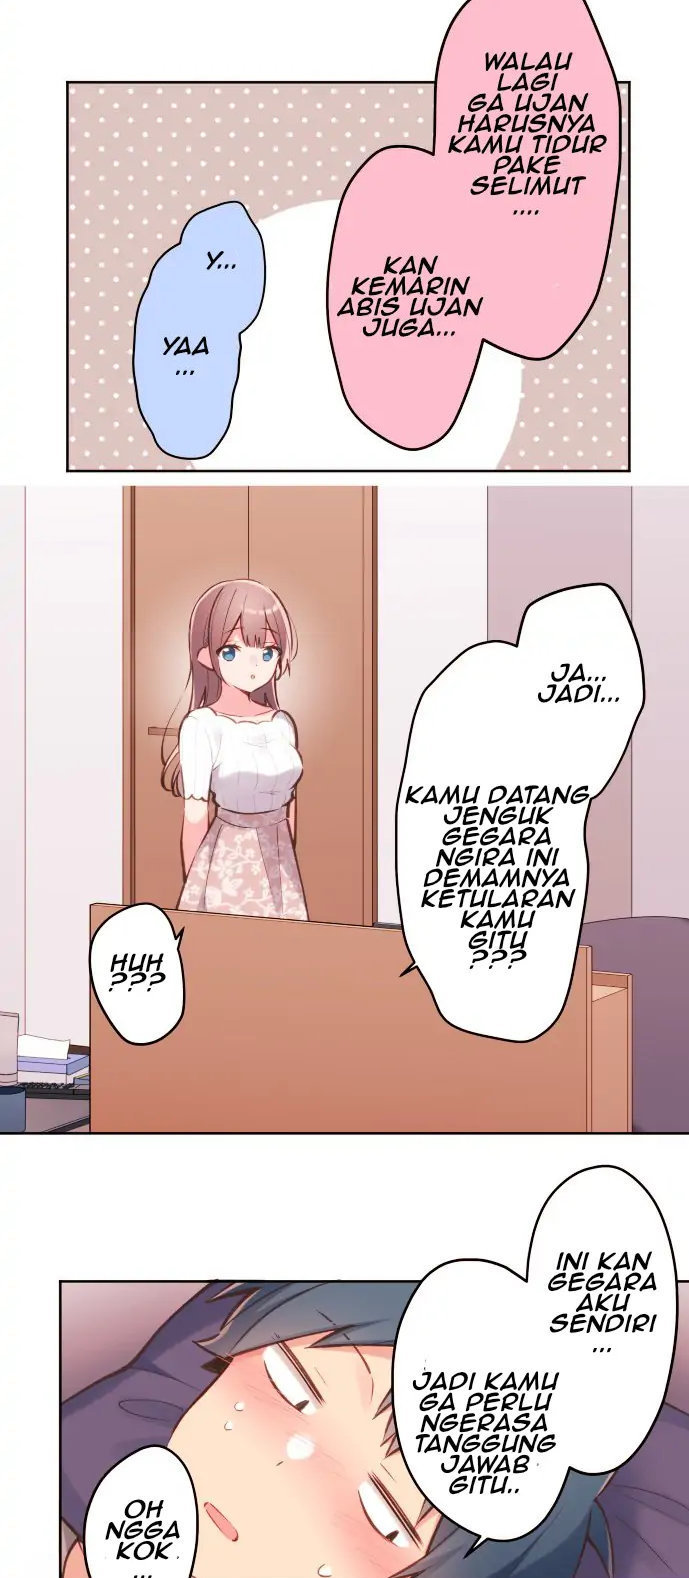 WALAU
LAGI
GA UJAN
HARUSNYA
KAMU TIDUR
PAKE
SELIMUT
....
KAN
KEMARIN
ABIS UJAN
JUGA...
Y...
YAA
...
JA...
JADI...
KAMU DATANG
JENGUK
GEGARA
NGIRA INI
DEMAMNYA
KETULARAN
KAMU
GITU
???
HUH
???
INI KAN
GEGARA
AKU
SENDIRI
...
JADI KAMU
GA PERLU
NGERASA
TANGGUNG
JAWAB
GITU..
OH
NGGA
KOK
...